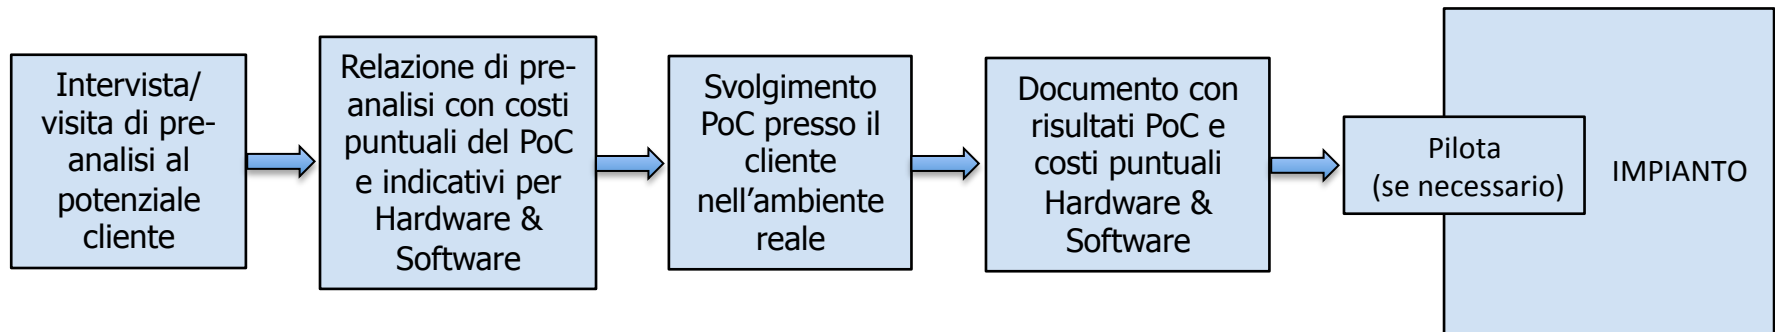 Intervista/
visita di pre-
analisi al
potenziale
cliente
Relazione di pre-
analisi con costi
puntuali del PoC
e indicativi per
Hardware &
Software
Svolgimento
PoC presso il
cliente
nell’ambiente
reale
Documento con
risultati PoC e
costi puntuali
Hardware &
Software
Pilota
(se necessario)
IMPIANTO